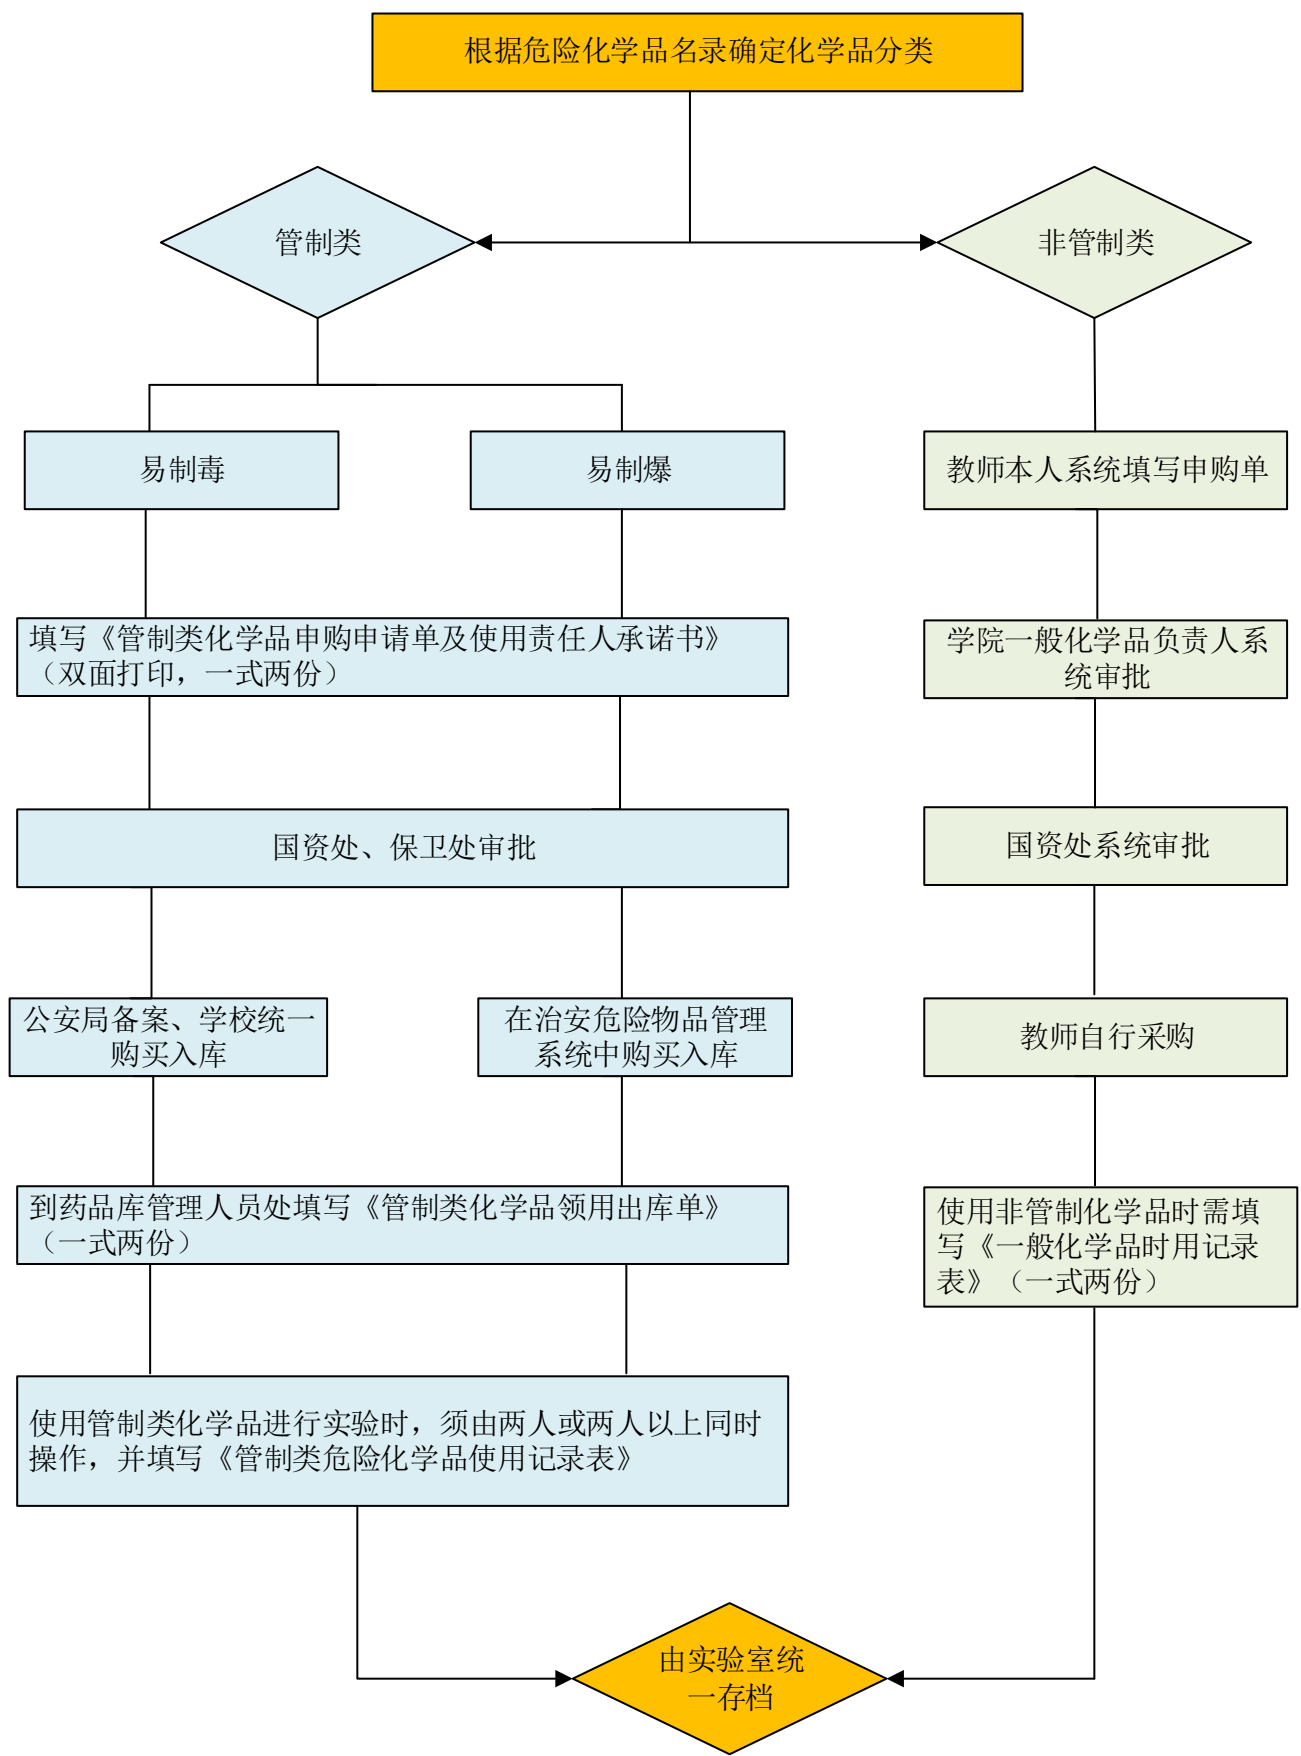 根据危险化学品名录确定化学品分类
管制类
非管制类
易制毒
易制爆
教师本人系统填写申购单
填写《管制类化学品申购申请单及使用责任人承诺书》
（双面打印，一式两份）
学院一般化学品负责人系
统审批
国资处、保卫处审批
国资处系统审批
公安局备案、学校统一
购买入库
在治安危险物品管理
系统中购买入库
教师自行采购
到药品库管理人员处填写《管制类化学品领用出库单》
（一式两份）
使用非管制化学品时需填
写《一般化学品时用记录
表》（一式两份）
使用管制类化学品进行实验时，须由两人或两人以上同时
操作，并填写《管制类危险化学品使用记录表》
由实验室统
一存档